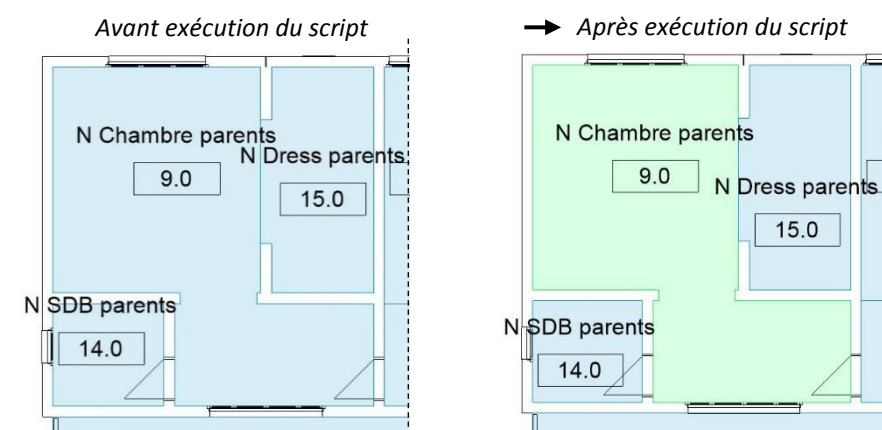 Avant exécution du script
N Chambre parents
9.0
N Dress parents
15.0
N SDB parents
14.0
Après exécution du script
N Chambre parents
9.0
N Dress parents
15.0
N SDB parents
14.0